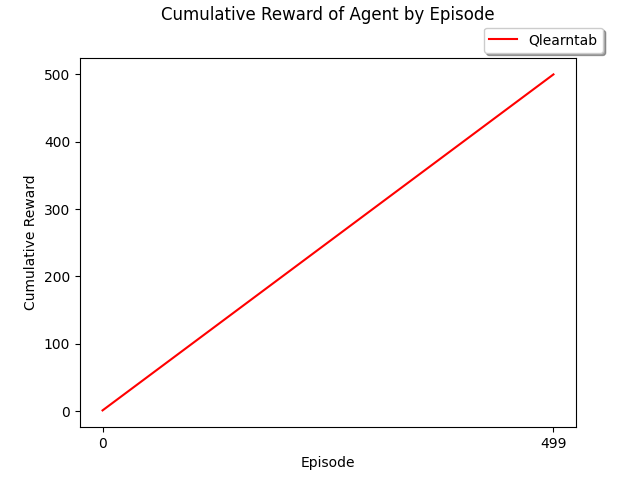 Cumulative Reward of Agent by Episode
Qlearntab
500
400
300
200
100
0
Cumulative Reward
0
499
Episode